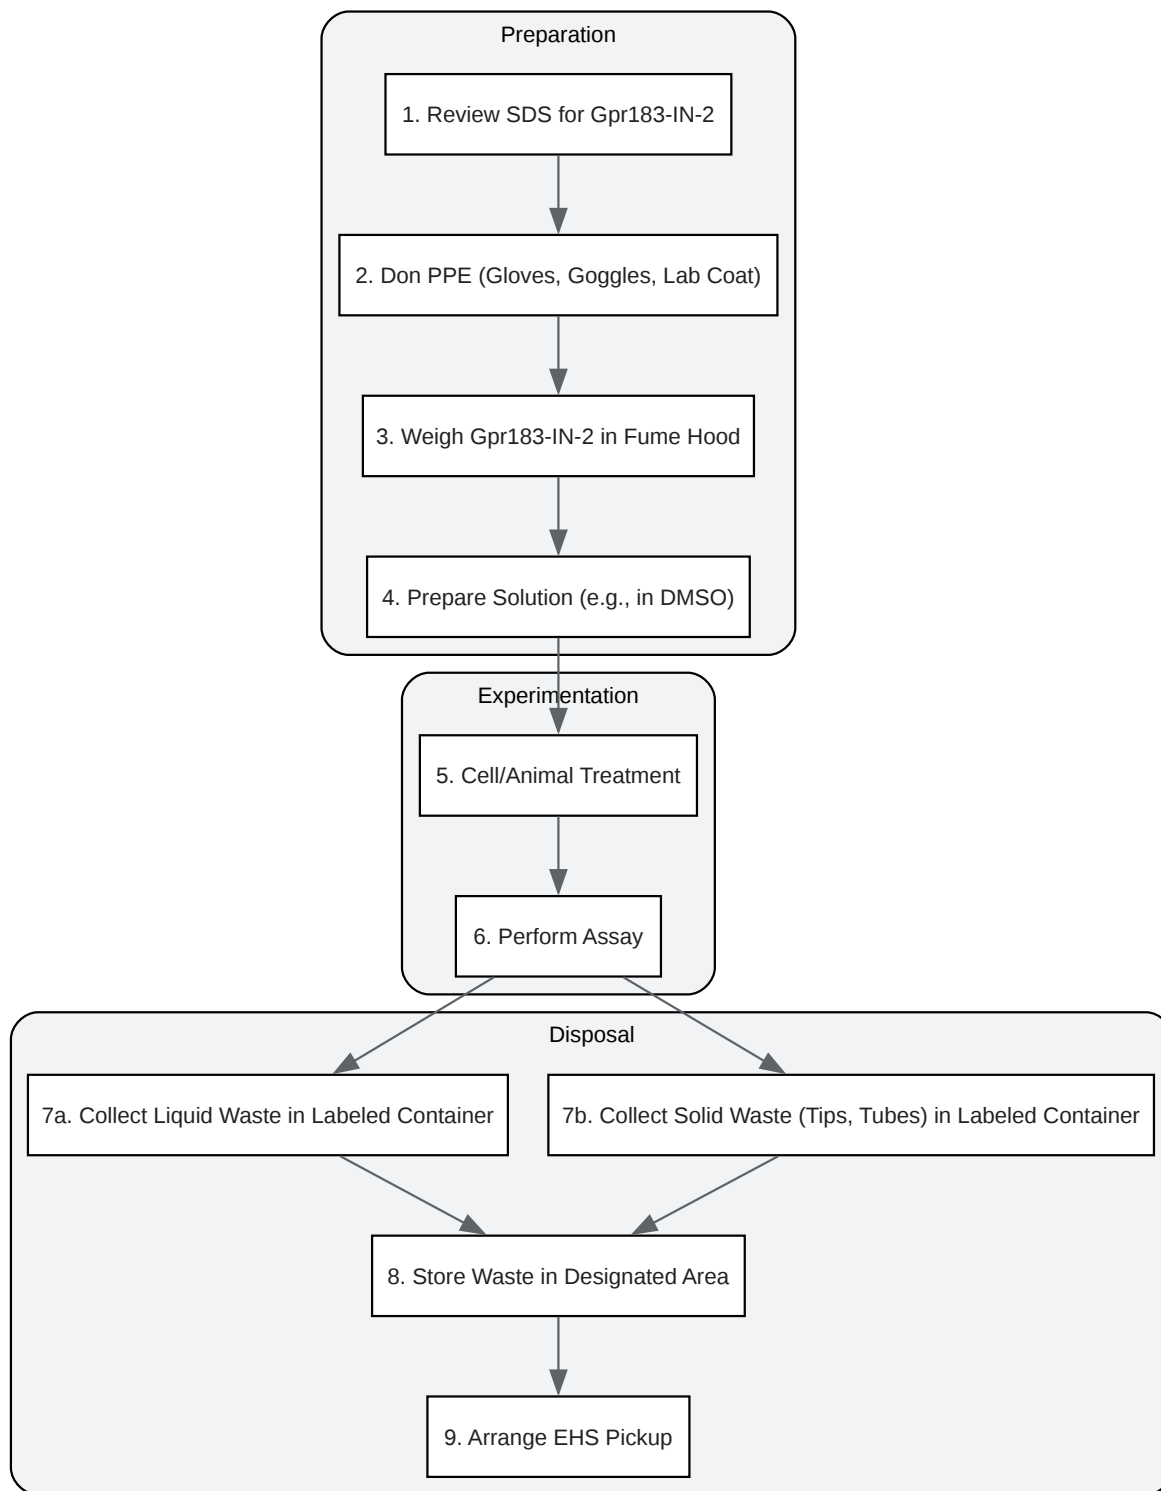 Preparation
1. Review SDS for Gpr183-IN-2
2. Don PPE (Gloves, Goggles, Lab Coat)
3. Weigh Gpr183-IN-2 in Fume Hood
4. Prepare Solution (e.g., in DMSO)
Experimentation
5. Cell/Animal Treatment
6. Perform Assay
Disposal
7a. Collect Liquid Waste in Labeled Container
7b. Collect Solid Waste (Tips, Tubes) in Labeled Container
8. Store Waste in Designated Area
9. Arrange EHS Pickup